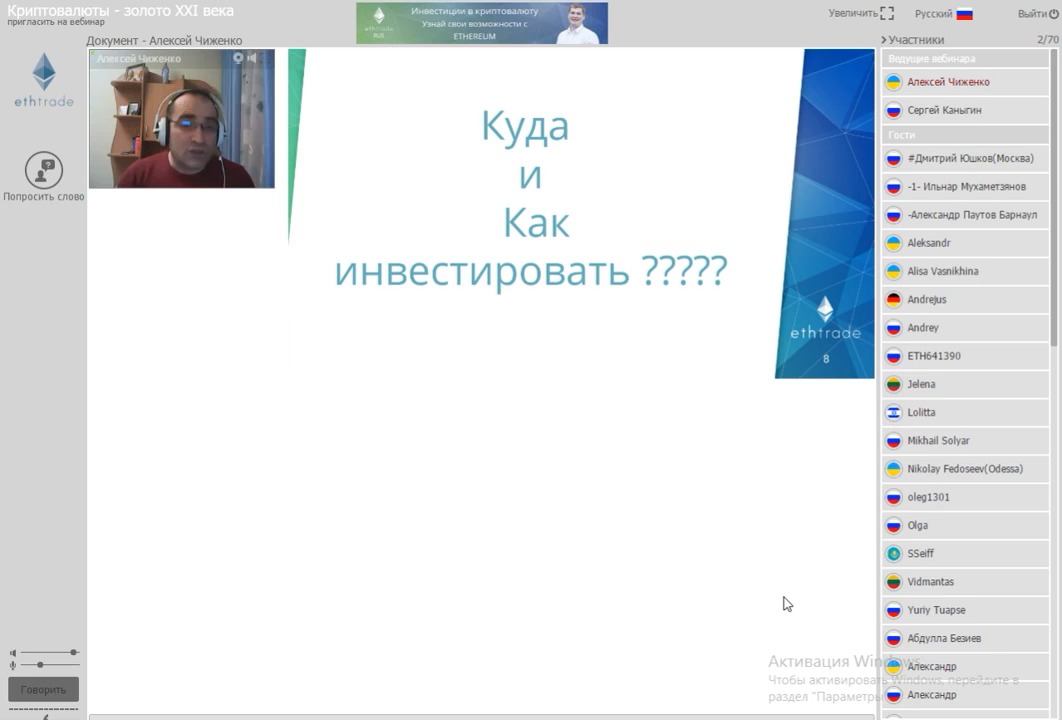 Криптовалюты - золото XXI века
пригласить на вебинар
Инвестиции в криптовалюту
Узнай свои возможности с
ETHEREUM
ethtrade
RUS
Увеличить
Русский
Выйти
Документ - Алексей Чиженко
Участники
2/70
ethtrade
Попросить слово
Алексей Чиженко
Куда
и
Как
инвестировать ?????
ethtrade
8
Ведущие вебинара
Алексей Чиженко
Сергей Каныгин
Гости
#Дмитрий Юшков(Москва)
-1- Ильнар Мухаметзянов
-Александр Паутов Барнаул
Aleksandr
Alisa Vasnikhina
Andrejus
Andrey
ETH641390
Jelena
Lolitta
Mikhail Solyar
Nikolay Fedoseev(Odessa)
oleg1301
Olga
SSeiff
Vidmantas
Yuriy Tuapse
Абдулла Безиев
Александр
Александр
Активация Windows
Чтобы активировать Windows, перейдите в
раздел "Параметры
Говорить